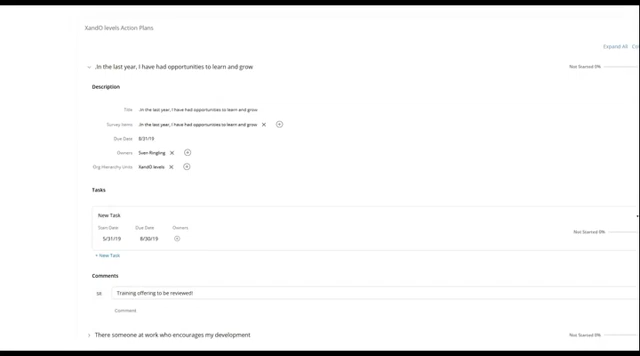 XandO levels Action Plans
Expand All
.In the last year, I have had opportunities to learn and grow
Not Started 0%
Description
Title .In the last year, I have had opportunities to learn and grow
Survey Items .In the last year, I have had opportunities to learn and grow
Due Date 8/31/19
Owners Sven Ringling
Org Hierarchy Units XandO levels
Tasks
New Task
Start Date Due Date Owners
Not Started 0%
5/31/19 8/30/19
+ New Task
Comments
SR Training offering to be reviewed!
Comment
There someone at work who encourages my development
Not Started 0%